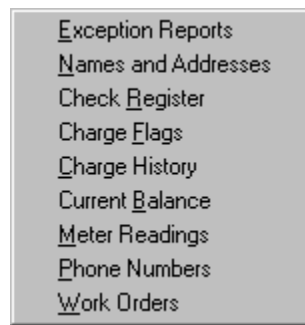 Exception Reports
Names and Addresses
Check Register
Charge Flags
Charge History
Current Balance
Meter Readings
Phone Numbers
Work Orders